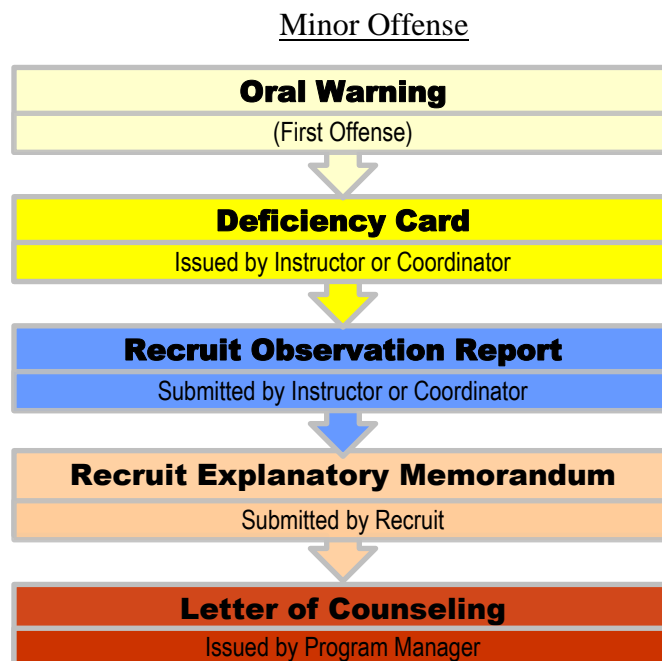 Minor Offense
Oral Warning
(First Offense)
Deficiency Card
Issued by Instructor or Coordinator
Recruit Observation Report
Submitted by Instructor or Coordinator
Recruit Explanatory Memorandum
Submitted by Recruit
Letter of Counseling
Issued by Program Manager